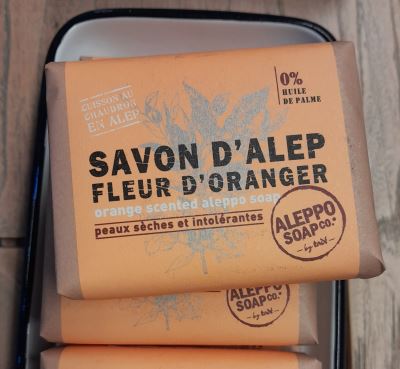 CUISSON AU
CHAUDRON
EN ALEP
0%
HUILE
DE PALME
SAVON D'ALEP
FLEUR D'ORANGER
orange scented aleppo soap
peaux sèches et intolérantes
ALEPPO
SOAP CO.
by tadé
ALEPPO
SOAP CO.
by tadé